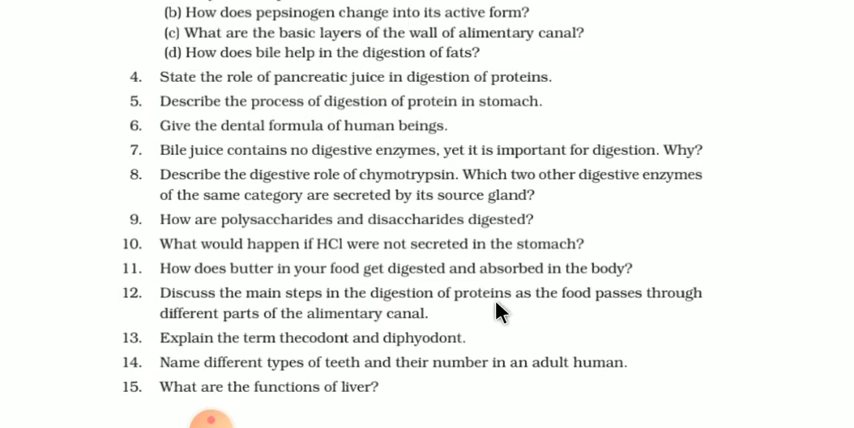 (b) How does pepsinogen change into its active form?
(c) What are the basic layers of the wall of alimentary canal?
(d) How does bile help in the digestion of fats?
4. State the role of pancreatic juice in digestion of proteins.
5. Describe the process of digestion of protein in stomach.
6. Give the dental formula of human beings.
7. Bile juice contains no digestive enzymes, yet it is important for digestion. Why?
8. Describe the digestive role of chymotrypsin. Which two other digestive enzymes
of the same category are secreted by its source gland?
9. How are polysaccharides and disaccharides digested?
10. What would happen if HCl were not secreted in the stomach?
11. How does butter in your food get digested and absorbed in the body?
12. Discuss the main steps in the digestion of proteins as the food passes through
different parts of the alimentary canal.
13. Explain the term thecodont and diphyodont.
14. Name different types of teeth and their number in an adult human.
15. What are the functions of liver?